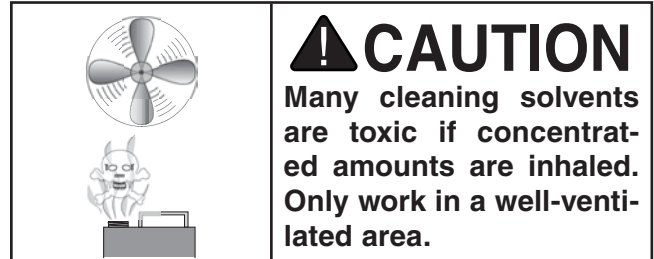 CAUTION
Many cleaning solvents
are toxic if concentrat-
ed amounts are inhaled.
Only work in a well-venti-
lated area.